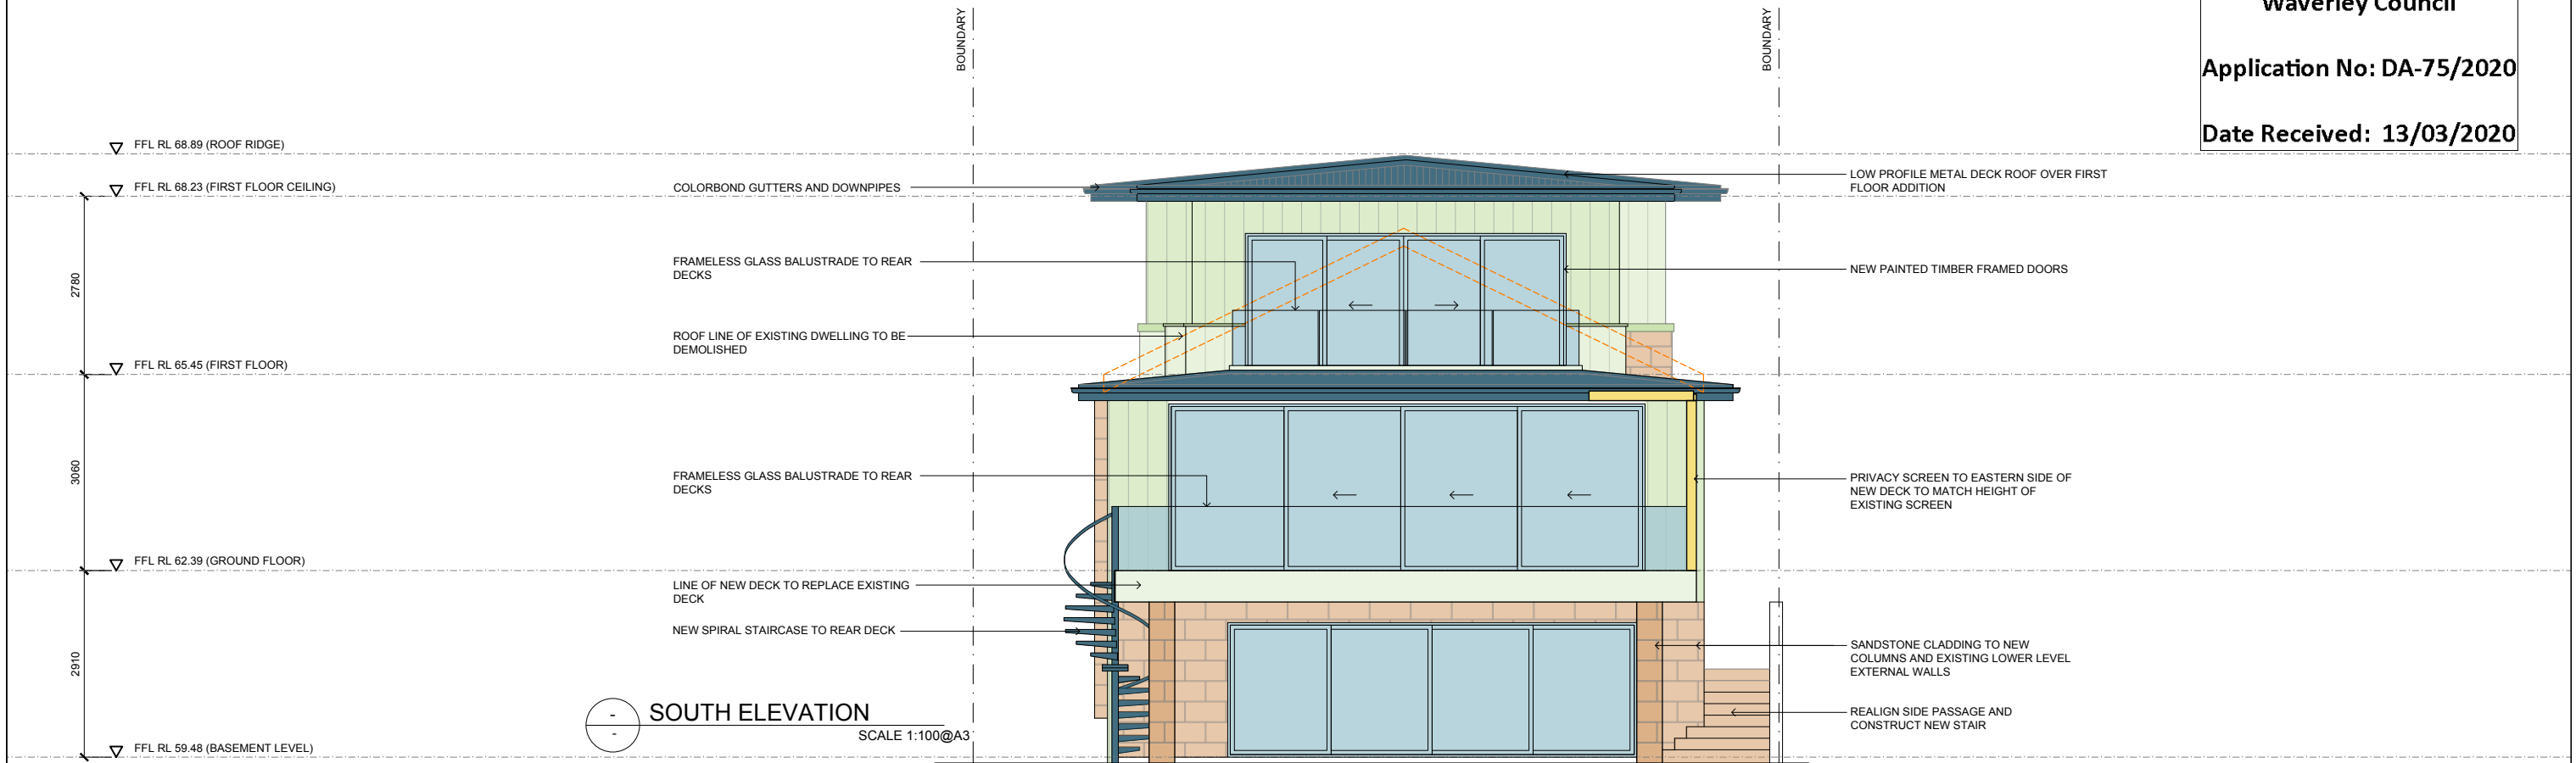 BOUNDARY
BOUNDARY
Waverley Council
Application No: DA-75/2020
Date Received: 13/03/2020
FFL RL 68.89 (ROOF RIDGE)
FFL RL 68.23 (FIRST FLOOR CEILING)
2780
FFL RL 65.45 (FIRST FLOOR)
3060
FFL RL 62.39 (GROUND FLOOR)
2910
FFL RL 59.48 (BASEMENT LEVEL)
COLORBOND GUTTERS AND DOWNPIPES
FRAMELESS GLASS BALUSTRADE TO REAR
DECKS
ROOF LINE OF EXISTING DWELLING TO BE
DEMOLISHED
FRAMELESS GLASS BALUSTRADE TO REAR
DECKS
LINE OF NEW DECK TO REPLACE EXISTING
DECK
NEW SPIRAL STAIRCASE TO REAR DECK
LOW PROFILE METAL DECK ROOF OVER FIRST
FLOOR ADDITION
NEW PAINTED TIMBER FRAMED DOORS
PRIVACY SCREEN TO EASTERN SIDE OF
NEW DECK TO MATCH HEIGHT OF
EXISTING SCREEN
SANDSTONE CLADDING TO NEW
COLUMNS AND EXISTING LOWER LEVEL
EXTERNAL WALLS
REALIGN SIDE PASSAGE AND
CONSTRUCT NEW STAIR
-
-
SOUTH ELEVATION
SCALE 1:100@A3